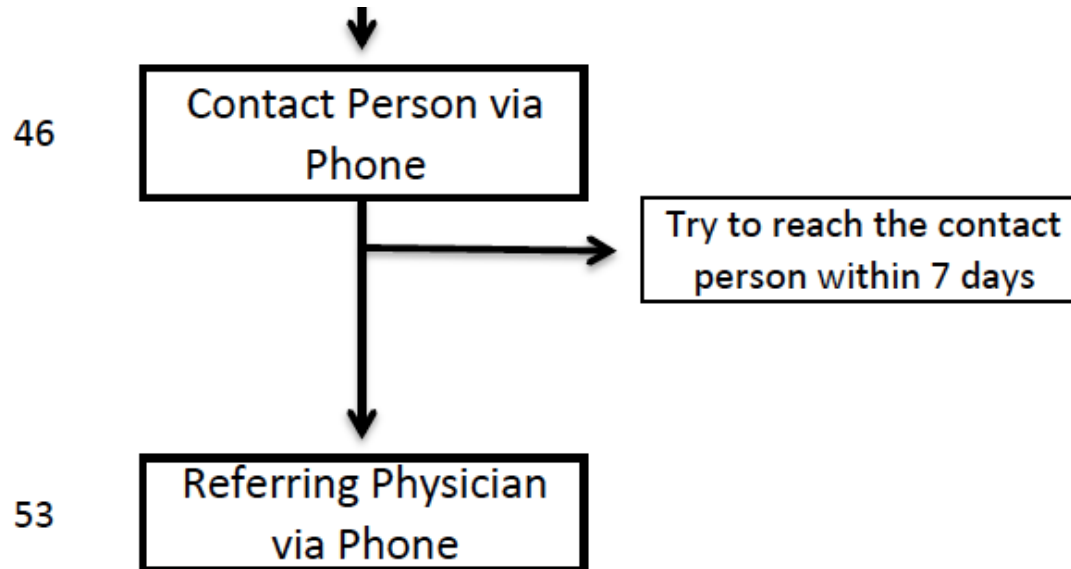 46
Contact Person via
Phone
Try to reach the contact
person within 7 days
53
Referring Physician
via Phone